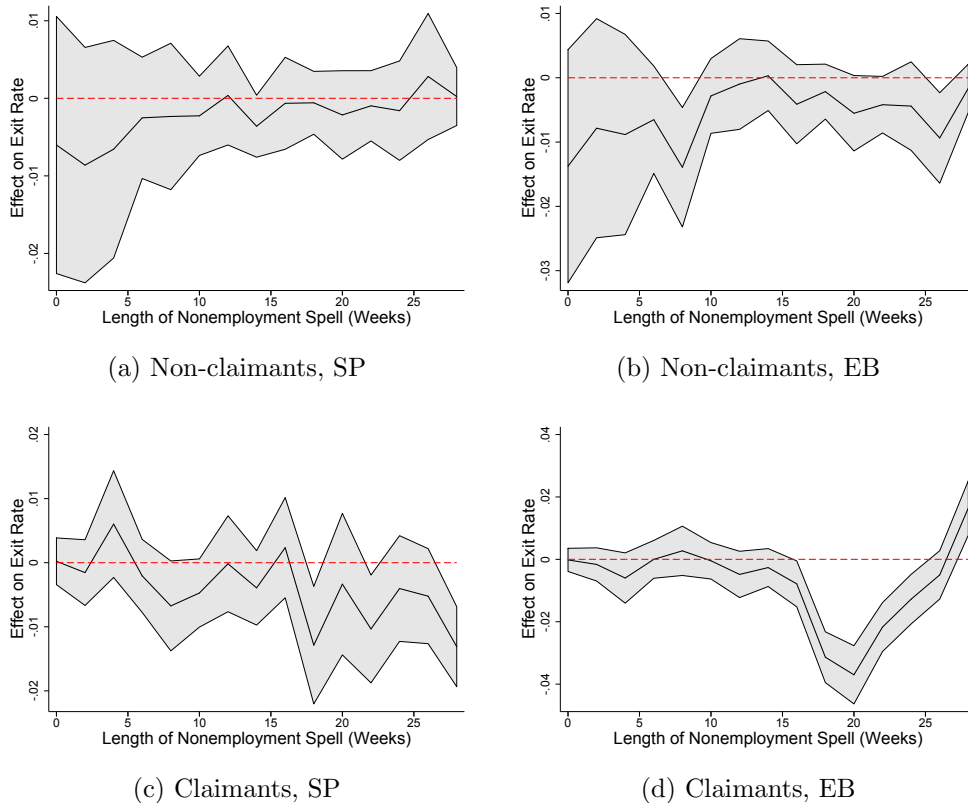 .01
0
-.01
-.02
Effect on Exit Rate
0 5 10 15 20 25
Length of Nonemployment Spell (Weeks)
(a) Non-claimants, SP
.01
0
-.01
-.02
-.03
Effect on Exit Rate
0 5 10 15 20 25
Length of Nonemployment Spell (Weeks)
(b) Non-claimants, EB
.02
.01
0
-.01
-.02
Effect on Exit Rate
0 5 10 15 20 25
Length of Nonemployment Spell (Weeks)
(c) Claimants, SP
.04
.02
0
-.02
-.04
Effect on Exit Rate
0 5 10 15 20 25
Length of Nonemployment Spell (Weeks)
(d) Claimants, EB